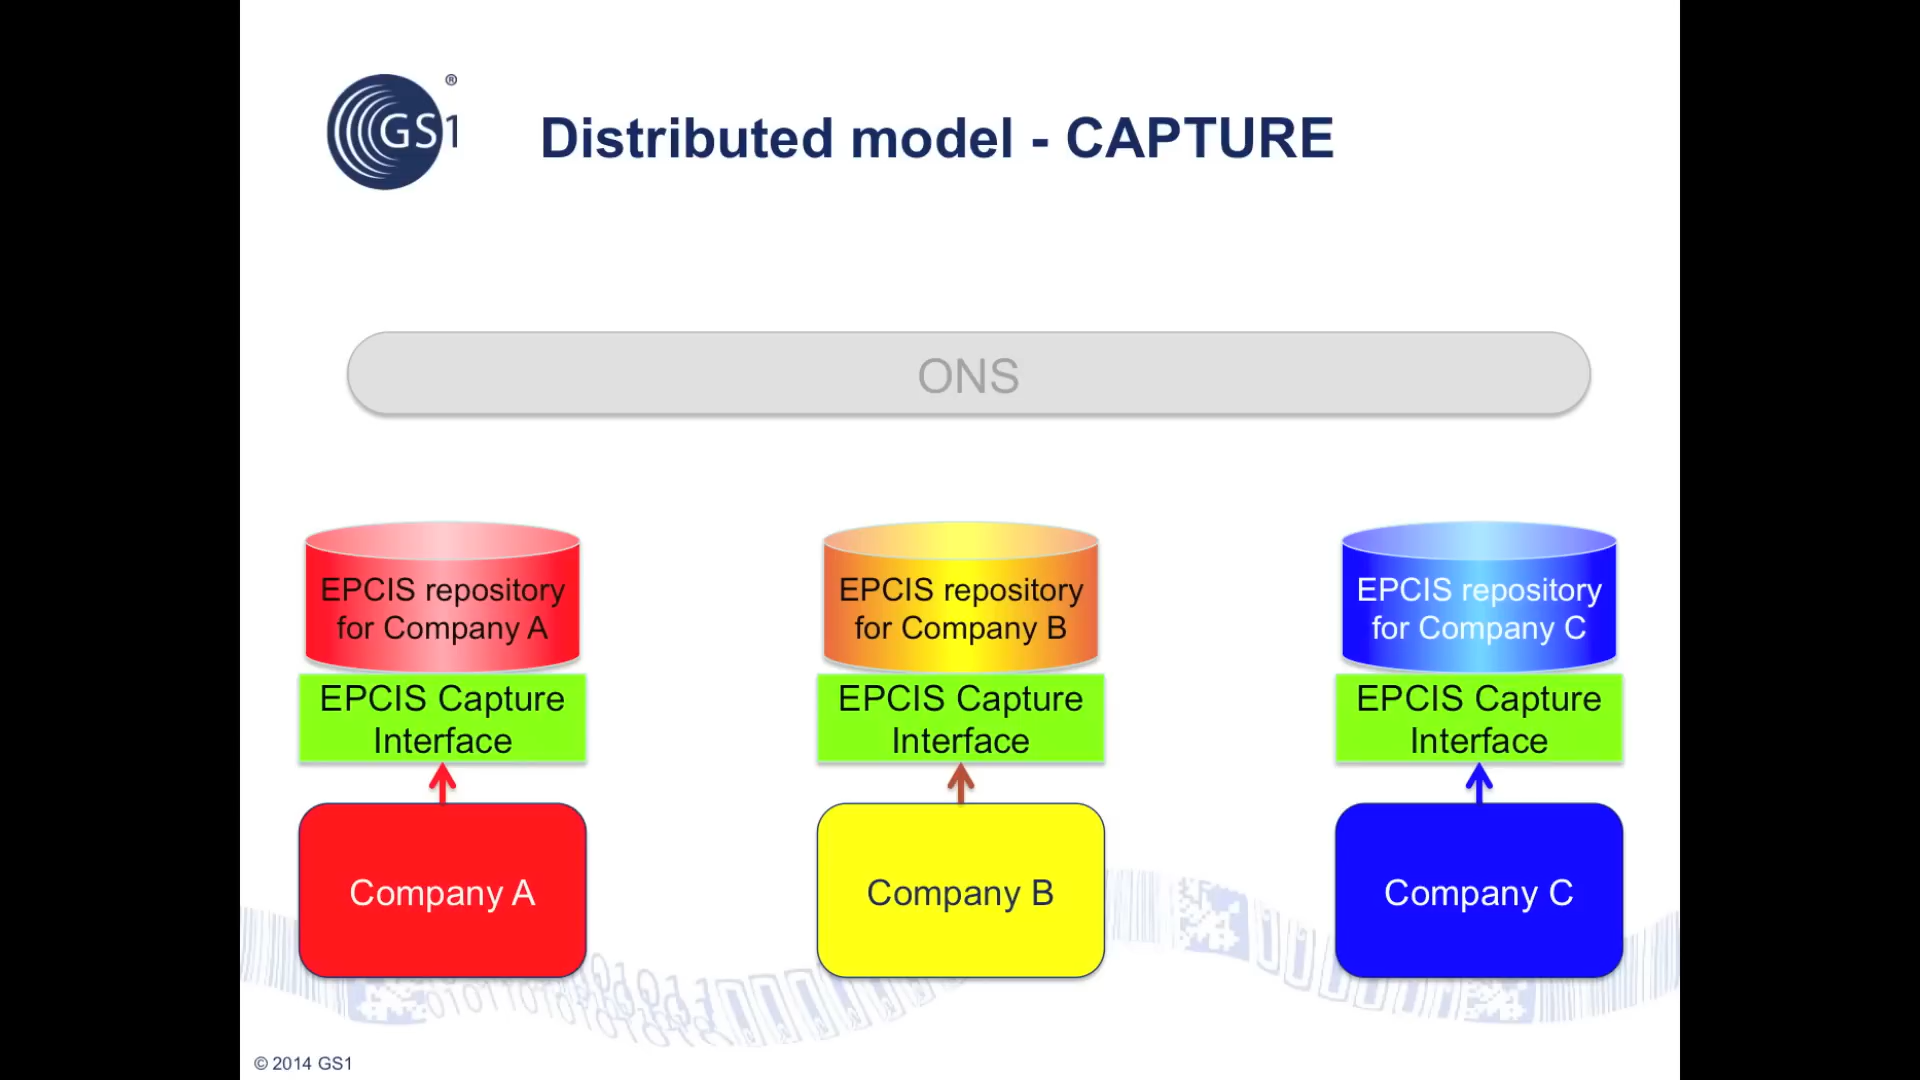 GS1 ®
Distributed model - CAPTURE
ONS
EPCIS repository
for Company A
EPCIS Capture
Interface
Company A
EPCIS repository
for Company B
EPCIS Capture
Interface
Company B
EPCIS repository
for Company C
EPCIS Capture
Interface
Company C
© 2014 GS1